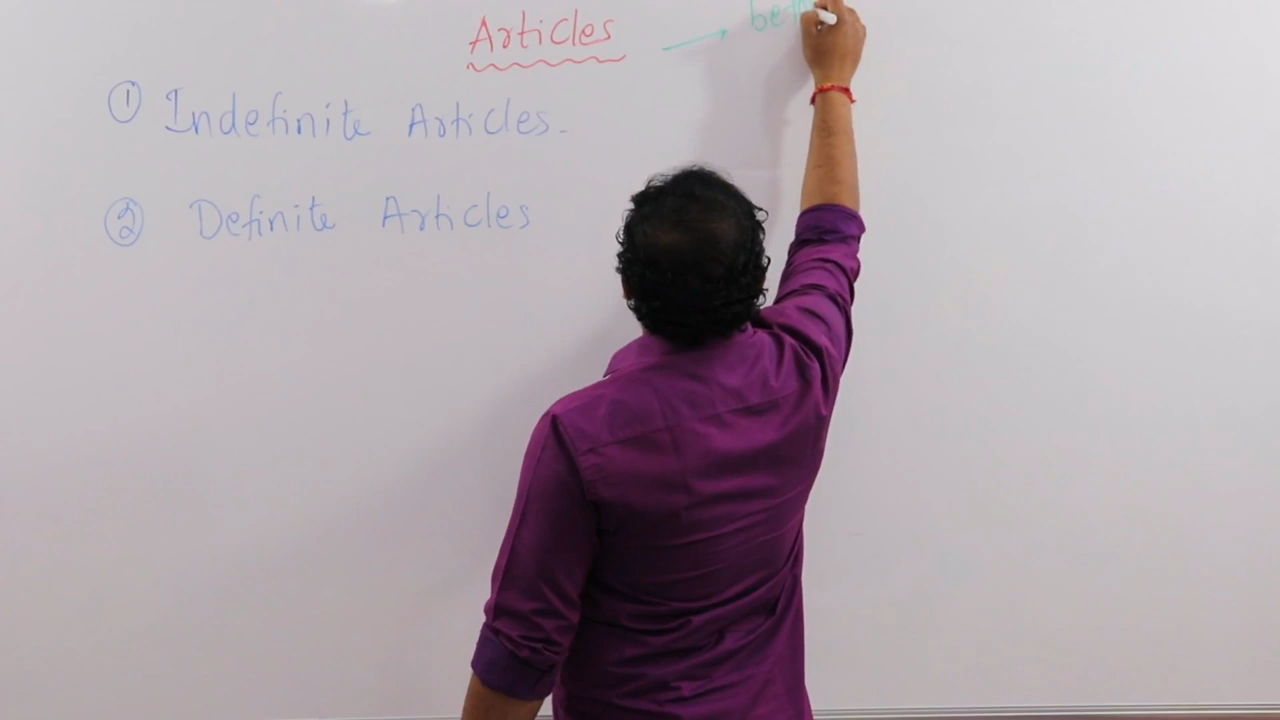 Articles →
① Indefinite Articles.
② Definite Articles